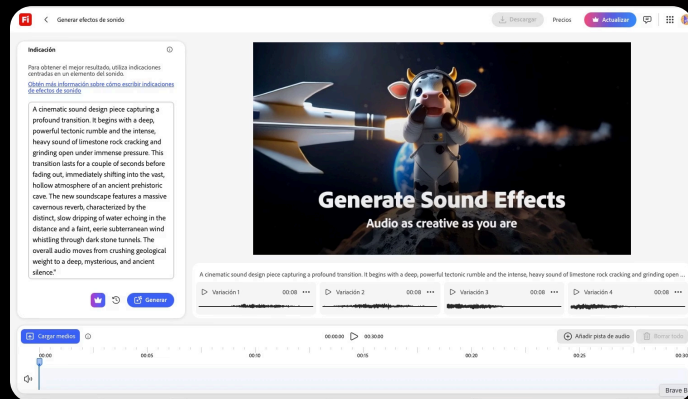 Fi
Generar efectos de sonido
Descargar
Precios
Actualizar
Indicación
Para obtener el mejor resultado, utiliza indicaciones
centradas en un elemento del sonido.
Obtén más información sobre cómo escribir indicaciones
de efectos de sonido
A cinematic sound design piece capturing a
profound transition. It begins with a deep,
powerful tectonic rumble and the intense,
heavy sound of limestone rock cracking and
grinding open under immense pressure. This
transition lasts for a couple of seconds before
fading out, immediately shifting into the vast,
hollow atmosphere of an ancient prehistoric
cave. The new soundscape features a massive
cavernous reverb, characterized by the
distinct, slow dripping of water echoing in the
distance and a faint, eerie subterranean wind
whistling through dark stone tunnels. The
overall audio moves from crushing geological
weight to a deep, mysterious, and ancient
silence."
Generar
Generate Sound Effects
Audio as creative as you are
A cinematic sound design piece capturing a profound transition. It begins with a deep, powerful tectonic rumble and the intense, heavy sound of limestone rock cracking and grinding open ...
Variación 1 00:08
Variación 2 00:08
Variación 3 00:08
Variación 4 00:08
Cargar medios
00:00:00 00:30:00
Añadir pista de audio
Borrar todo
00:00 00:05 00:10 00:15 00:20 00:25 00:30
Brave B